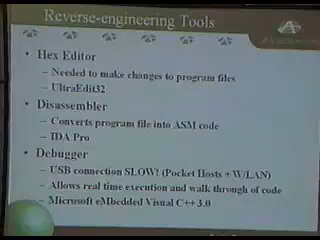 Reverse-engineering Tools
• Hex Editor
– Needed to make changes to program files
– UltraEdit32
• Disassembler
– Converts program file into ASM code
– IDA Pro
• Debugger
– USB connection SLOW! (Pocket Hosts + W/LAN)
– Allows real time execution and walk through of code
– Microsoft eMbedded Visual C++ 3.0